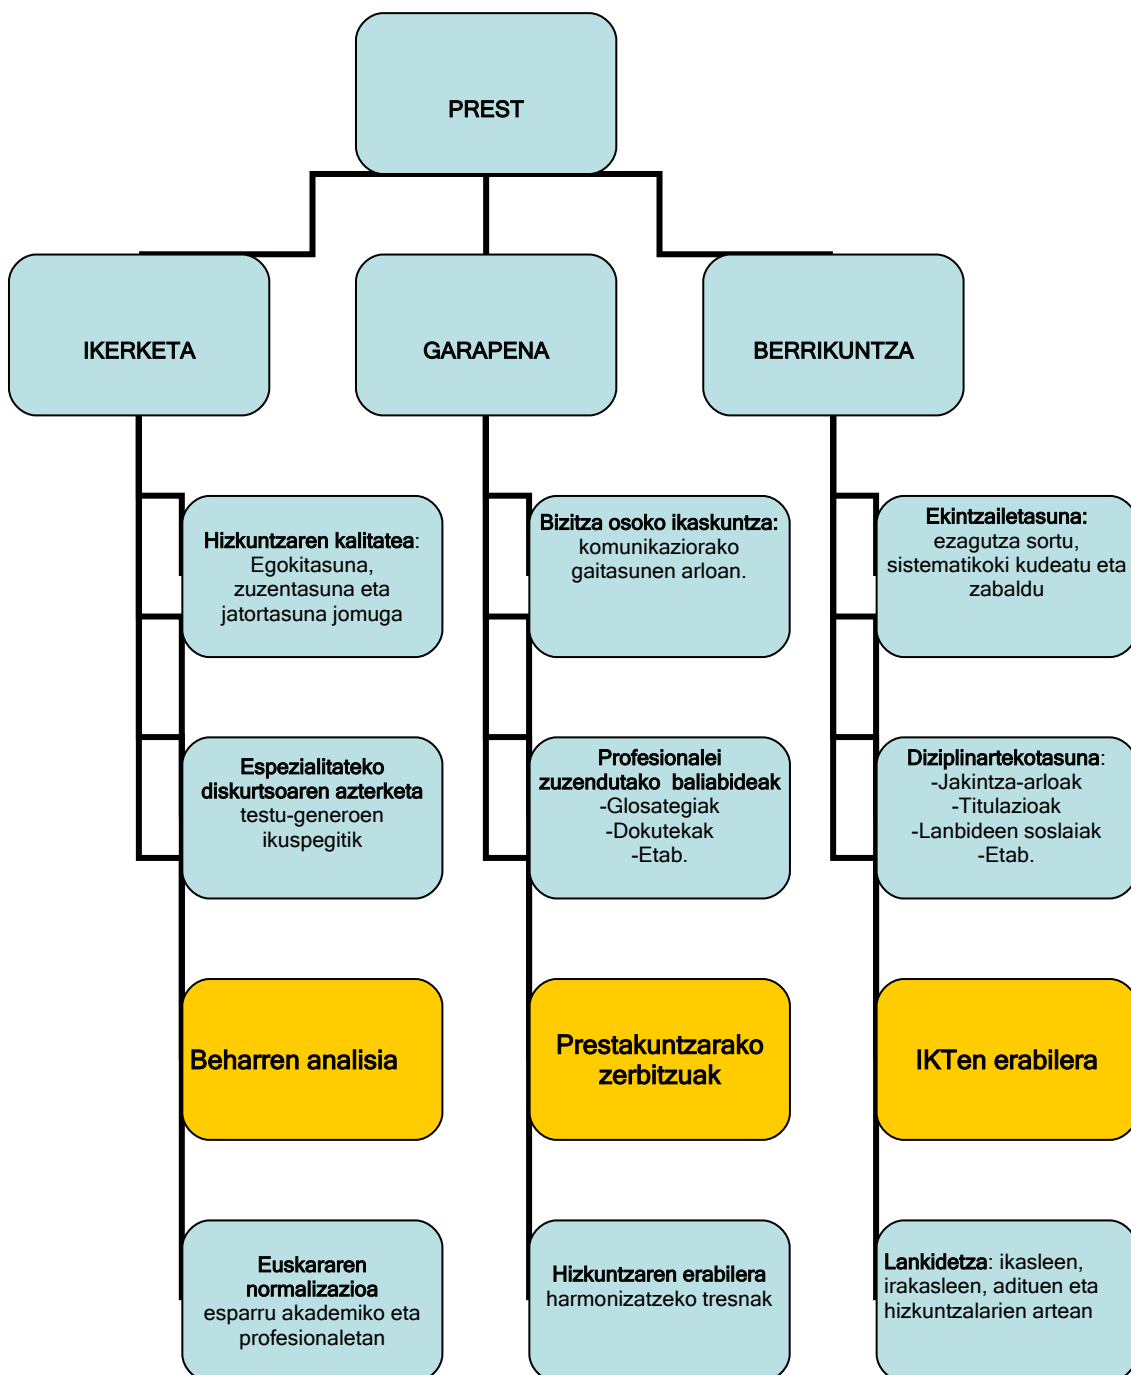 PREST
IKERKETA
GARAPENA
BERRIKUNTZA
Hizkuntzaren kalitatea:
Egokitasuna,
zuzentasuna eta
jatortasuna jomuga
Bizitza osoko ikaskuntza:
komunikaziorako
gaitasunen arloan.
Ekintzailetasuna:
ezagutza sortu,
sistematikoki kudeatu eta
zabaldu
Espezialitateko
diskurtsoaren azterketa
testu-generoen
ikuspegitik
Profesionalei
zuzendutako  baliabideak
-Glosategiak
-Dokutekak
-Etab.
Diziplinartekotasuna:
-Jakintza-arloak
-Titulazioak
-Lanbideen soslaiak
-Etab.
Beharren analisia
Prestakuntzarako
zerbitzuak
IKTen erabilera
Euskararen
normalizazioa
esparru akademiko eta
profesionaletan
Hizkuntzaren erabilera
harmonizatzeko tresnak
Lankidetza: ikasleen,
irakasleen, adituen eta
hizkuntzalarien artean